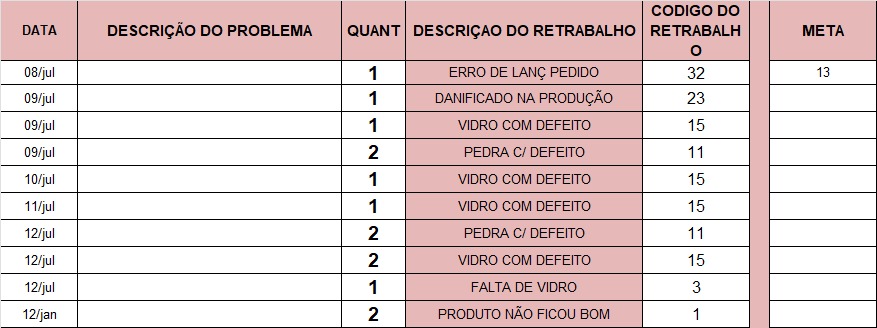 DATA DESCRIÇÃO DO PROBLEMA QUANT DESCRIÇAO DO RETRABALHO CODIGO DO RETRABALHO META
08/jul 1 ERRO DE LANÇ PEDIDO 32 13
09/jul 1 DANIFICADO NA PRODUÇÃO 23
09/jul 1 VIDRO COM DEFEITO 15
09/jul 2 PEDRA C/ DEFEITO 11
10/jul 1 VIDRO COM DEFEITO 15
11/jul 1 VIDRO COM DEFEITO 15
12/jul 2 PEDRA C/ DEFEITO 11
12/jul 2 VIDRO COM DEFEITO 15
12/jul 1 FALTA DE VIDRO 3
12/jan 2 PRODUTO NÃO FICOU BOM 1